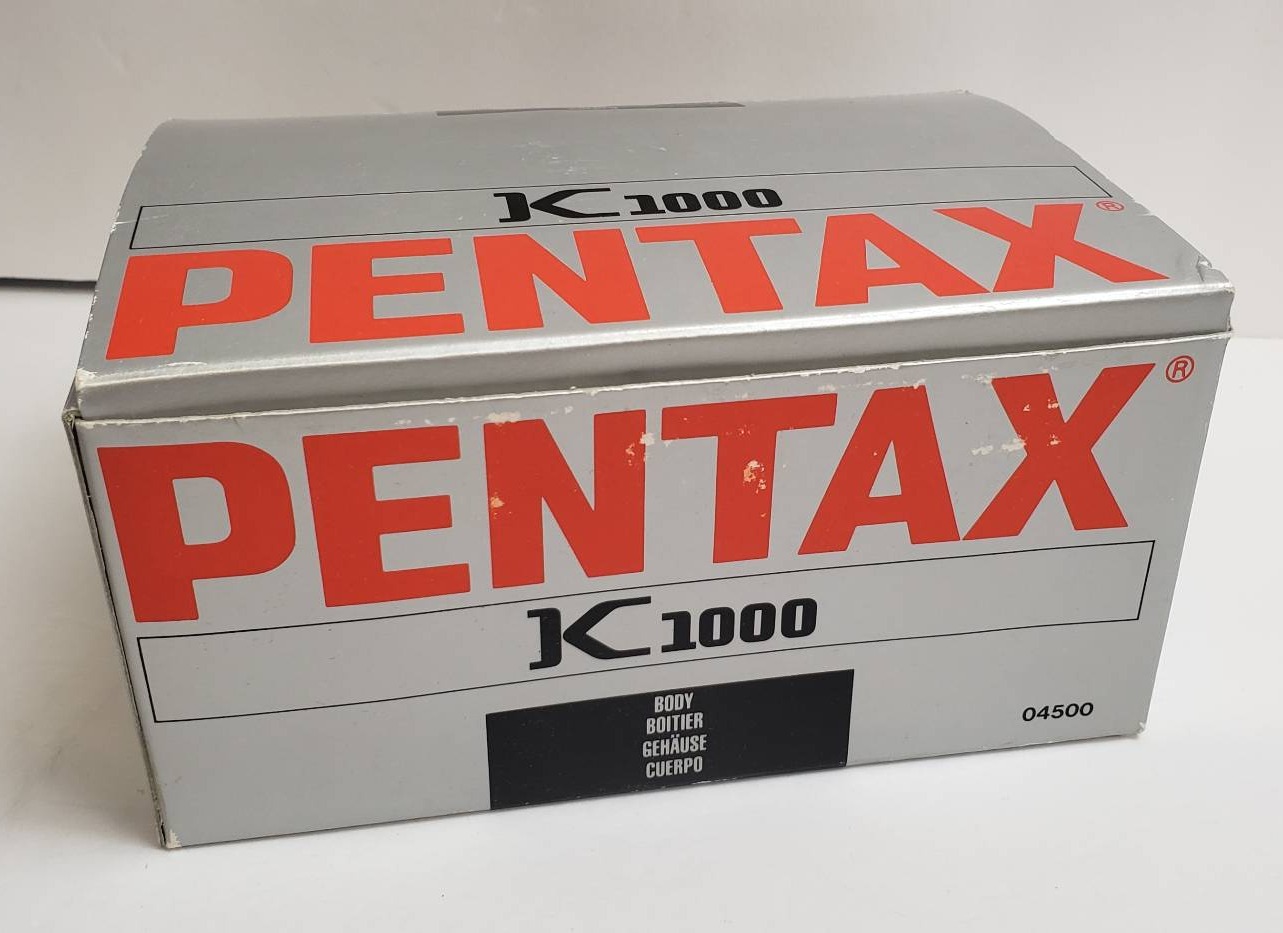 K1000
PENTAX®
PENTAX®
K1000
BODY
BOITIER
GEHÄUSE
CUERPO
04500